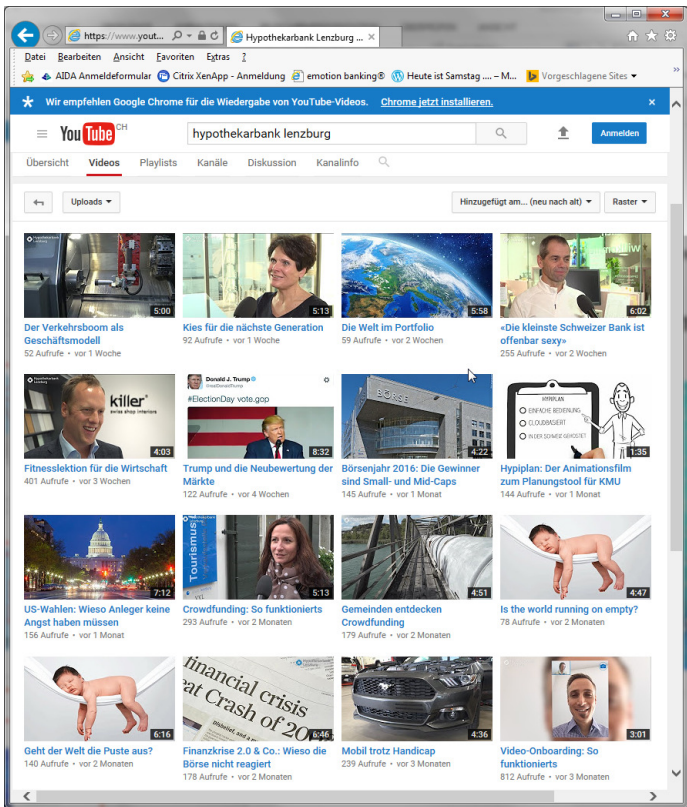 https://www.yout...
Hypothekarbank Lenzburg ...
Datei Bearbeiten Ansicht Favoriten Extras ?
AIDA Anmeldeformular Citrix XenApp - Anmeldung emotion banking® Heute ist Samstag .... – M... Vorgeschlagene Sites
Wir empfehlen Google Chrome für die Wiedergabe von YouTube-Videos. Chrome jetzt installieren.
YouTube CH
hypothekarbank lenzburg
Anmelden
Übersicht Videos Playlists Kanäle Diskussion Kanalinfo
Uploads
Hinzugefügt am... (neu nach alt) Raster
5:00 5:13 5:58 6:02
Der Verkehrsboom als Geschäftsmodell
52 Aufrufe • vor 1 Woche
Kies für die nächste Generation
92 Aufrufe • vor 1 Woche
Die Welt im Portfolio
59 Aufrufe • vor 2 Wochen
«Die kleinste Schweizer Bank ist
offenbar sexy»
255 Aufrufe • vor 2 Wochen
killer
swiss shop interiors
4:03
Donald J. Trump
#ElectionDay vote.gop
8:32
BÖRSE
4:22
HYPIPLAN
EINFACHE BEDIENUNG
CLOUDBASIERT
IN DER SCHWEIZ GEHOSTET
1:35
Fitnesslektion für die Wirtschaft
401 Aufrufe • vor 3 Wochen
Trump und die Neubewertung der
Märkte
122 Aufrufe • vor 4 Wochen
Börsenjahr 2016: Die Gewinner
sind Small- und Mid-Caps
145 Aufrufe • vor 1 Monat
Hypiplan: Der Animationsfilm
zum Planungstool für KMU
144 Aufrufe • vor 1 Monat
7:12
Tourismus
5:13
4:51
4:47
US-Wahlen: Wieso Anleger keine
Angst haben müssen
156 Aufrufe • vor 1 Monat
Crowdfunding: So funktionierts
293 Aufrufe • vor 2 Monaten
Gemeinden entdecken
Crowdfunding
179 Aufrufe • vor 2 Monaten
Is the world running on empty?
78 Aufrufe • vor 2 Monaten
6:16
financial crisis
eat Crash of 20
6:46
4:36
3:01
Geht der Welt die Puste aus?
140 Aufrufe • vor 2 Monaten
Finanzkrise 2.0 & Co.: Wieso die
Börse nicht reagiert
178 Aufrufe • vor 2 Monaten
Mobil trotz Handicap
239 Aufrufe • vor 3 Monaten
Video-Onboarding: So
funktionierts
812 Aufrufe • vor 3 Monaten